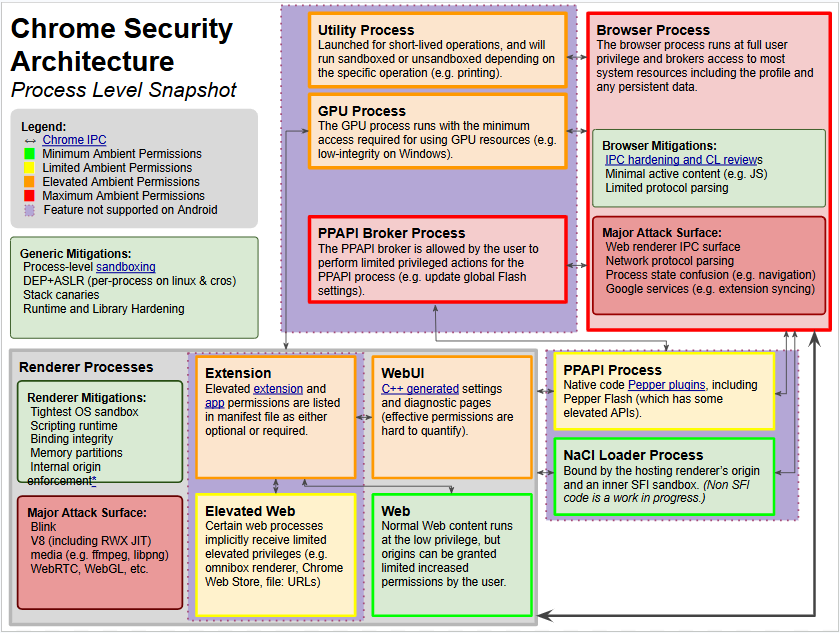 Chrome Security
Architecture
Process Level Snapshot
Legend:
↔ Chrome IPC
Minimum Ambient Permissions
Limited Ambient Permissions
Elevated Ambient Permissions
Maximum Ambient Permissions
Feature not supported on Android
Generic Mitigations:
Process-level sandboxing
DEP+ASLR (per-process on linux & cros)
Stack canaries
Runtime and Library Hardening
Utility Process
Launched for short-lived operations, and will
run sandboxed or unsandboxed depending on
the specific operation (e.g. printing).
GPU Process
The GPU process runs with the minimum
access required for using GPU resources (e.g.
low-integrity on Windows).
PPAPI Broker Process
The PPAPI broker is allowed by the user to
perform limited privileged actions for the
PPAPI process (e.g. update global Flash
settings).
Browser Process
The browser process runs at full user
privilege and brokers access to most
system resources including the profile and
any persistent data.
Browser Mitigations:
IPC hardening and CL reviews
Minimal active content (e.g. JS)
Limited protocol parsing
Major Attack Surface:
Web renderer IPC surface
Network protocol parsing
Process state confusion (e.g. navigation)
Google services (e.g. extension syncing)
Renderer Processes
Renderer Mitigations:
Tightest OS sandbox
Scripting runtime
Binding integrity
Memory partitions
Internal origin
enforcement*
Major Attack Surface:
Blink
V8 (including RWX JIT)
media (e.g. ffmpeg, libpng)
WebRTC, WebGL, etc.
Extension
Elevated extension and
app permissions are listed
in manifest file as either
optional or required.
WebUI
C++ generated settings
and diagnostic pages
(effective permissions are
hard to quantify).
Elevated Web
Certain web processes
implicitly receive limited
elevated privileges (e.g.
omnibox renderer, Chrome
Web Store, file: URLs)
Web
Normal Web content runs
at the low privilege, but
origins can be granted
limited increased
permissions by the user.
PPAPI Process
Native code Pepper plugins, including
Pepper Flash (which has some
elevated APIs).
NaCl Loader Process
Bound by the hosting renderer's origin
and an inner SFI sandbox. (Non SFI
code is a work in progress.)